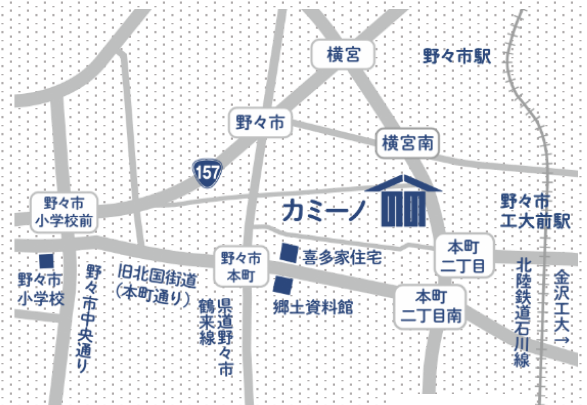 横宮
野々市駅
野々市
横宮南
157
野々市
小学校前
カミーノ
野々市
工大前駅
野々市
小学校
野々市中央通り
旧北国街道
(本町通り)
野々市
本町
喜多家住宅
郷土資料館
県道野々市
鶴来線
本町
二丁目
本町
二丁目南
北陸鉄道石川線
金沢工大→